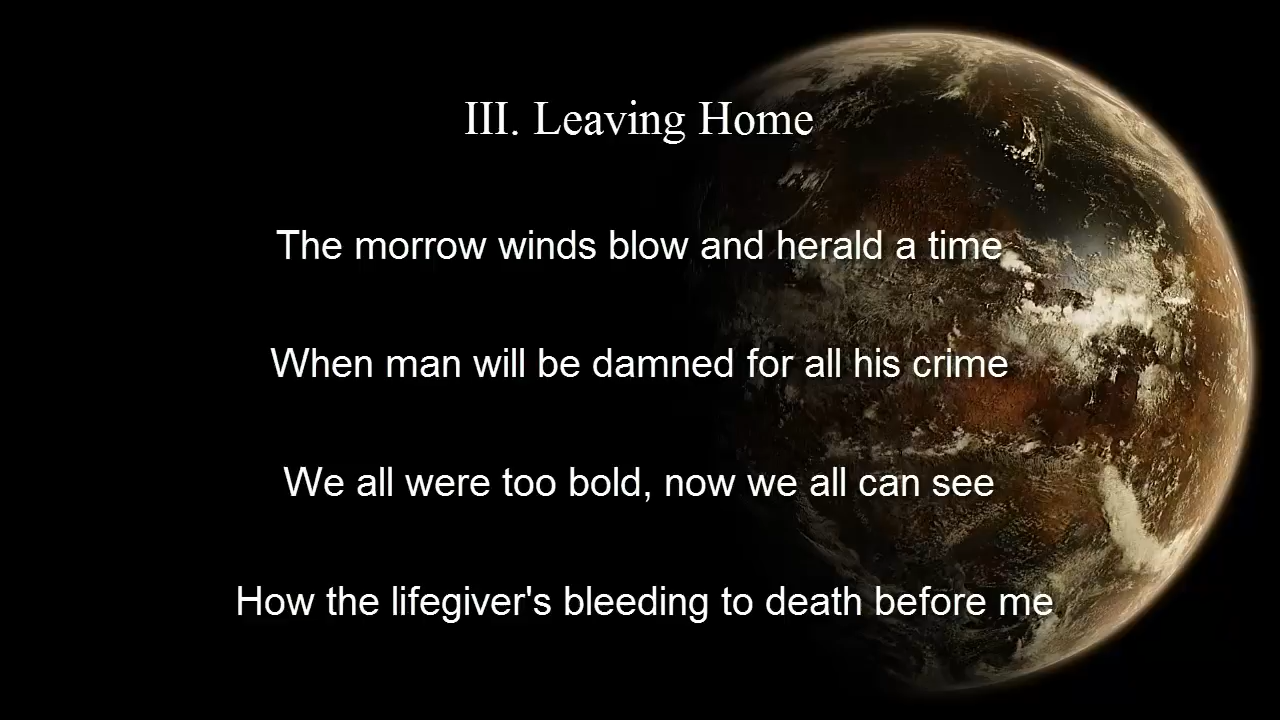 III. Leaving Home
The morrow winds blow and herald a time
When man will be damned for all his crime
We all were too bold, now we all can see
How the lifegiver's bleeding to death before me